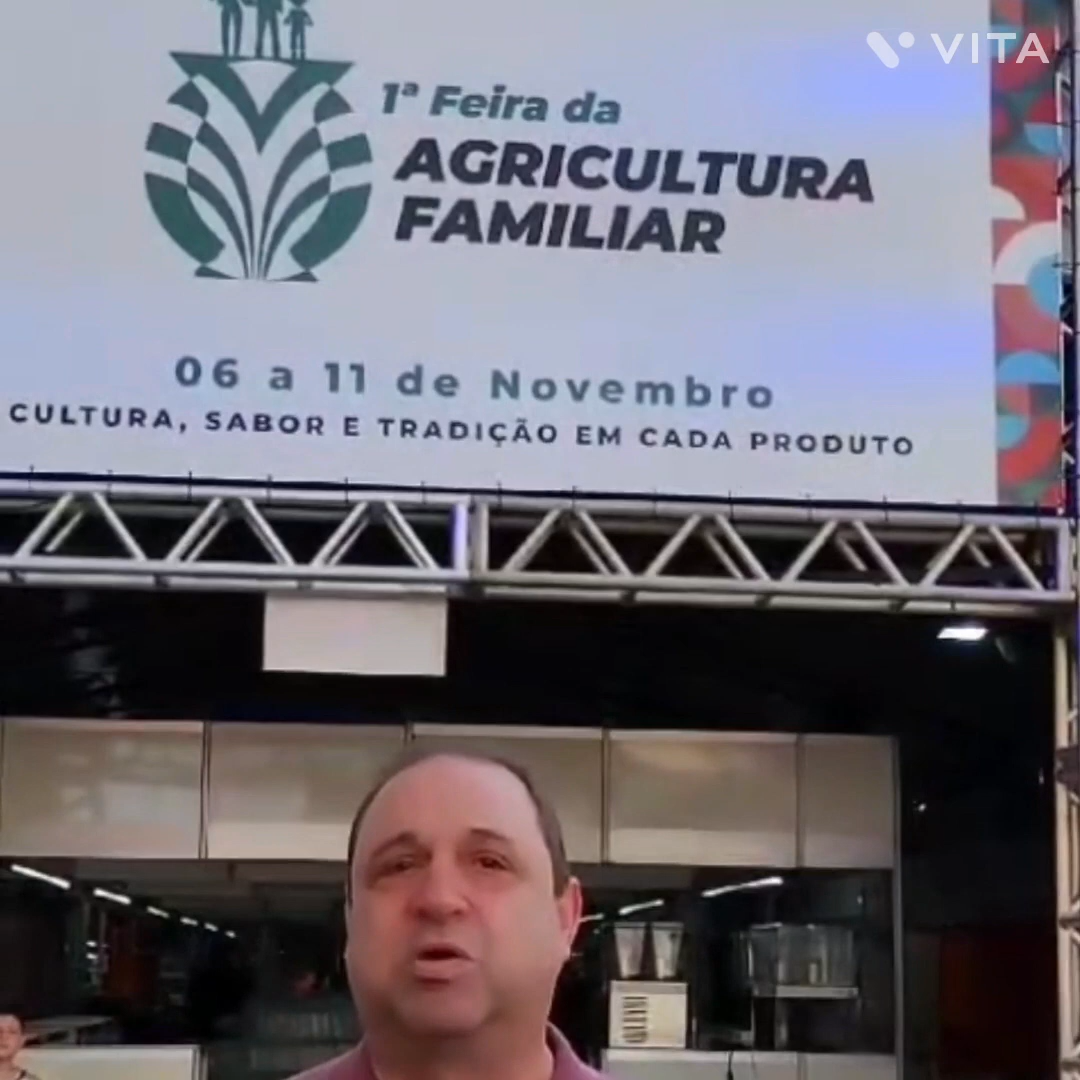 VITA
1ª Feira da
AGRICULTURA
FAMILIAR
06 a 11 de Novembro
CULTURA, SABOR E TRADIÇÃO EM CADA PRODUTO